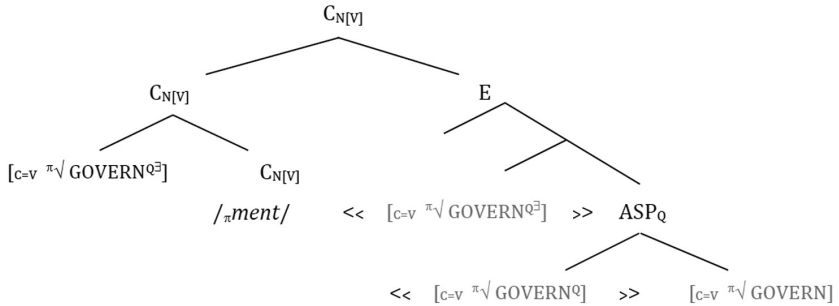 C_N[V]
C_N[V] E
[C=V π√ GOVERN^Q∃] C_N[V]
/πment/ << [C=V π√ GOVERN^Q∃] >> ASP_Q
<< [C=V π√ GOVERN^Q] >> [C=V π√ GOVERN]